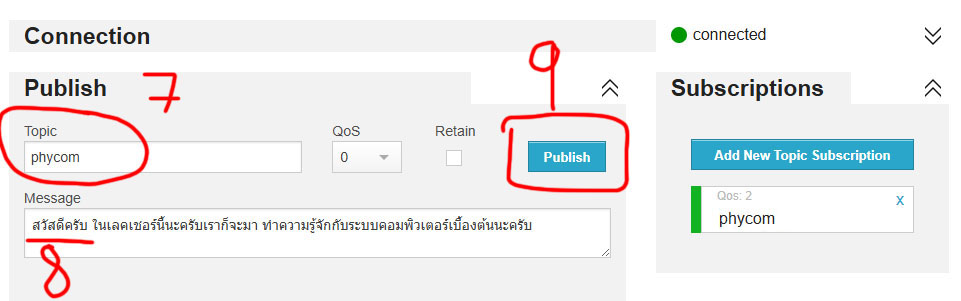 Connection
connected
Publish
7
9
Subscriptions
Topic
QoS
Retain
phycom
0
Publish
Add New Topic Subscription
Message
Qos: 2
x
phycom
สวัสดีครับ ในเลคเชอร์นี้นะครับเราก็จะมา ทำความรู้จักกับระบบคอมพิวเตอร์เบื้องต้นนะครับ
8